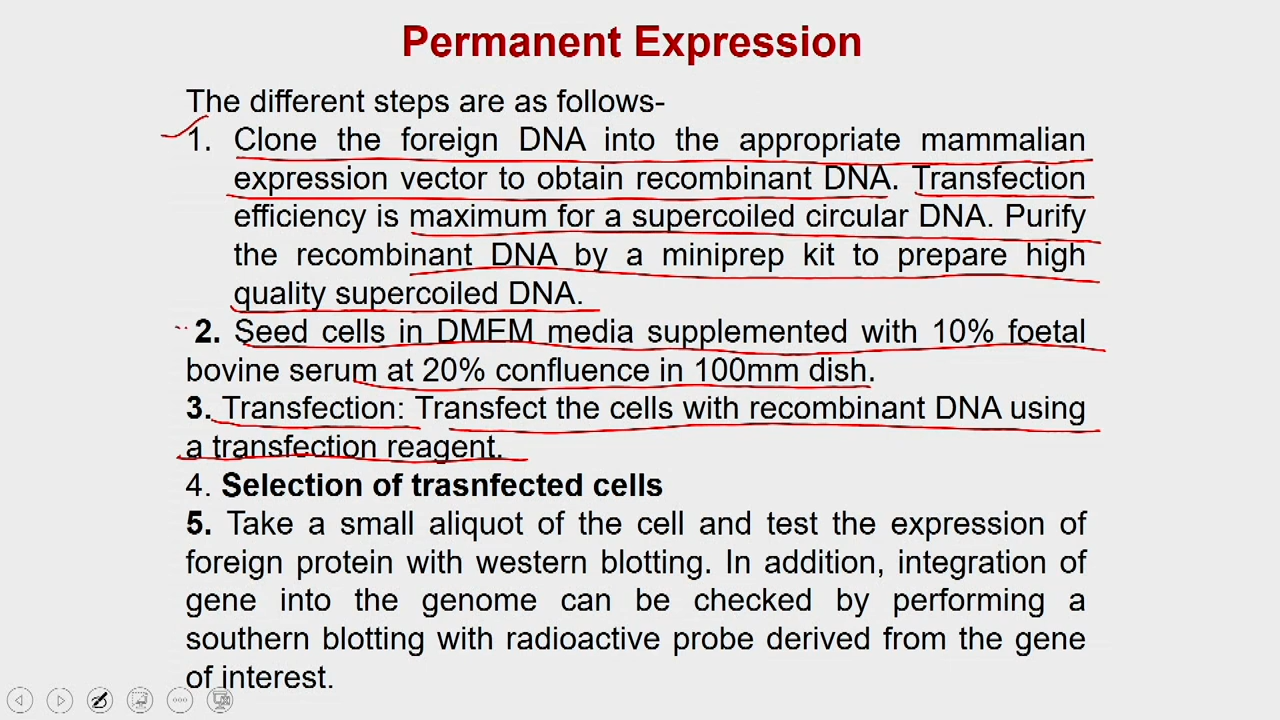 Permanent Expression
The different steps are as follows-
1. Clone the foreign DNA into the appropriate mammalian
expression vector to obtain recombinant DNA. Transfection
efficiency is maximum for a supercoiled circular DNA. Purify
the recombinant DNA by a miniprep kit to prepare high
quality supercoiled DNA.
2. Seed cells in DMEM media supplemented with 10% foetal
bovine serum at 20% confluence in 100mm dish.
3. Transfection: Transfect the cells with recombinant DNA using
a transfection reagent.
4. Selection of trasnfected cells
5. Take a small aliquot of the cell and test the expression of
foreign protein with western blotting. In addition, integration of
gene into the genome can be checked by performing a
southern blotting with radioactive probe derived from the gene
of interest.